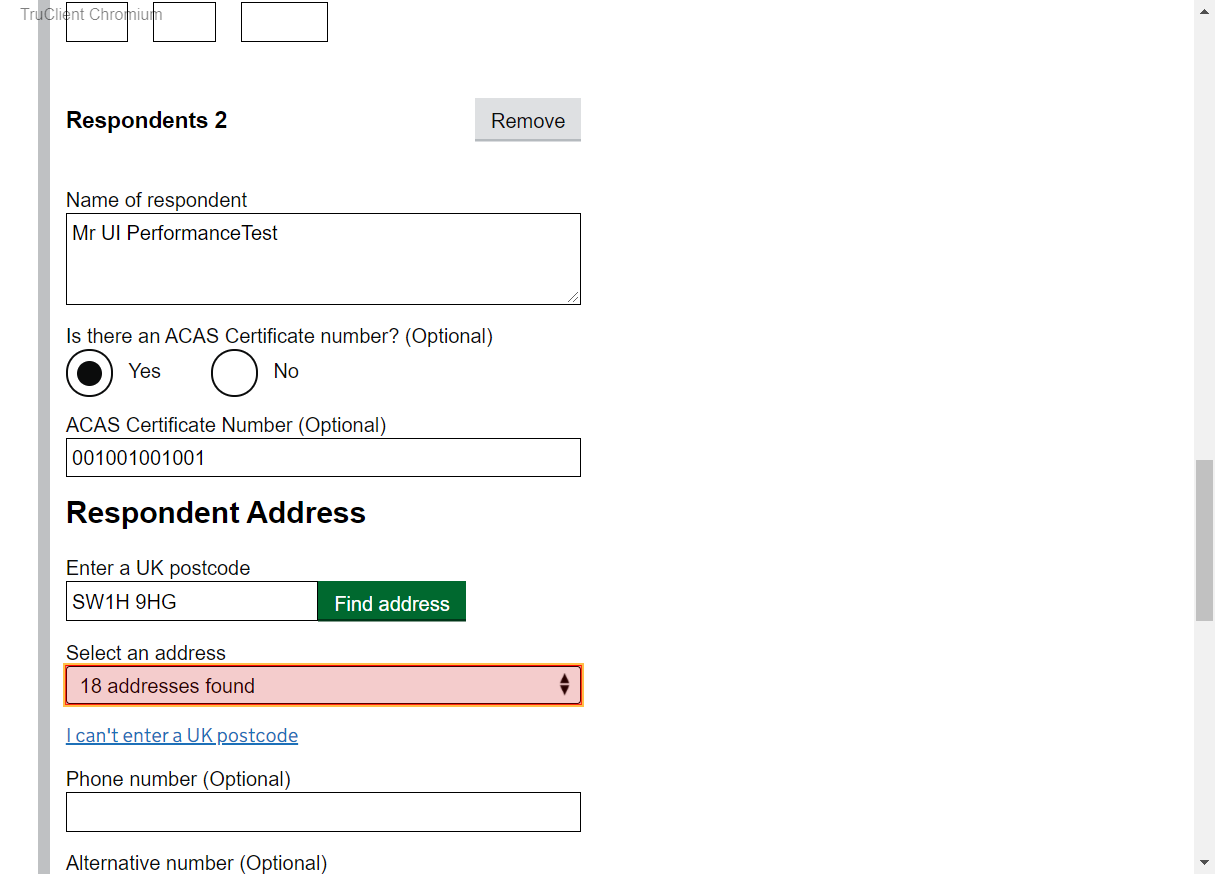 TruClient Chromium
Respondents 2
Remove
Name of respondent
Mr UI PerformanceTest
Is there an ACAS Certificate number? (Optional)
Yes No
ACAS Certificate Number (Optional)
001001001001
Respondent Address
Enter a UK postcode
SW1H 9HG Find address
Select an address
18 addresses found
I can't enter a UK postcode
Phone number (Optional)
Alternative number (Optional)